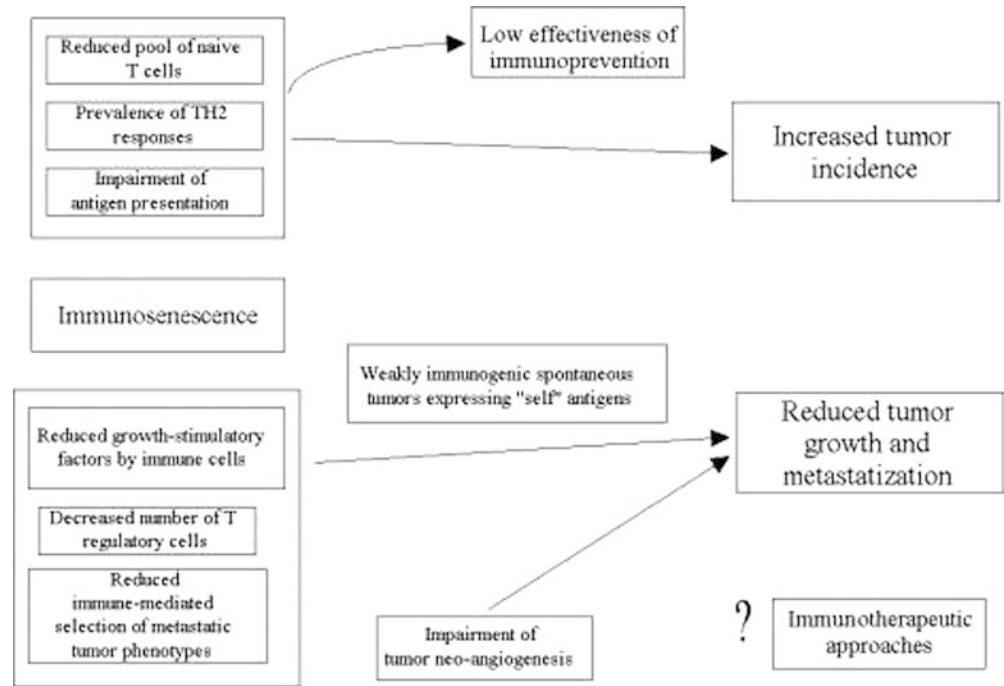 Reduced pool of naive
T cells
Prevalence of TH2
responses
Impairment of
antigen presentation
Low effectiveness of
immunoprevention
Increased tumor
incidence
Immunosenescence
Weakly immunogenic spontaneous
tumors expressing "self" antigens
Reduced growth-stimulatory
factors by immune cells
Decreased number of T
regulatory cells
Reduced
immune-mediated
selection of metastatic
tumor phenotypes
Reduced tumor
growth and
metastatization
Impairment of
tumor neo-angiogenesis
?
Immunotherapeutic
approaches